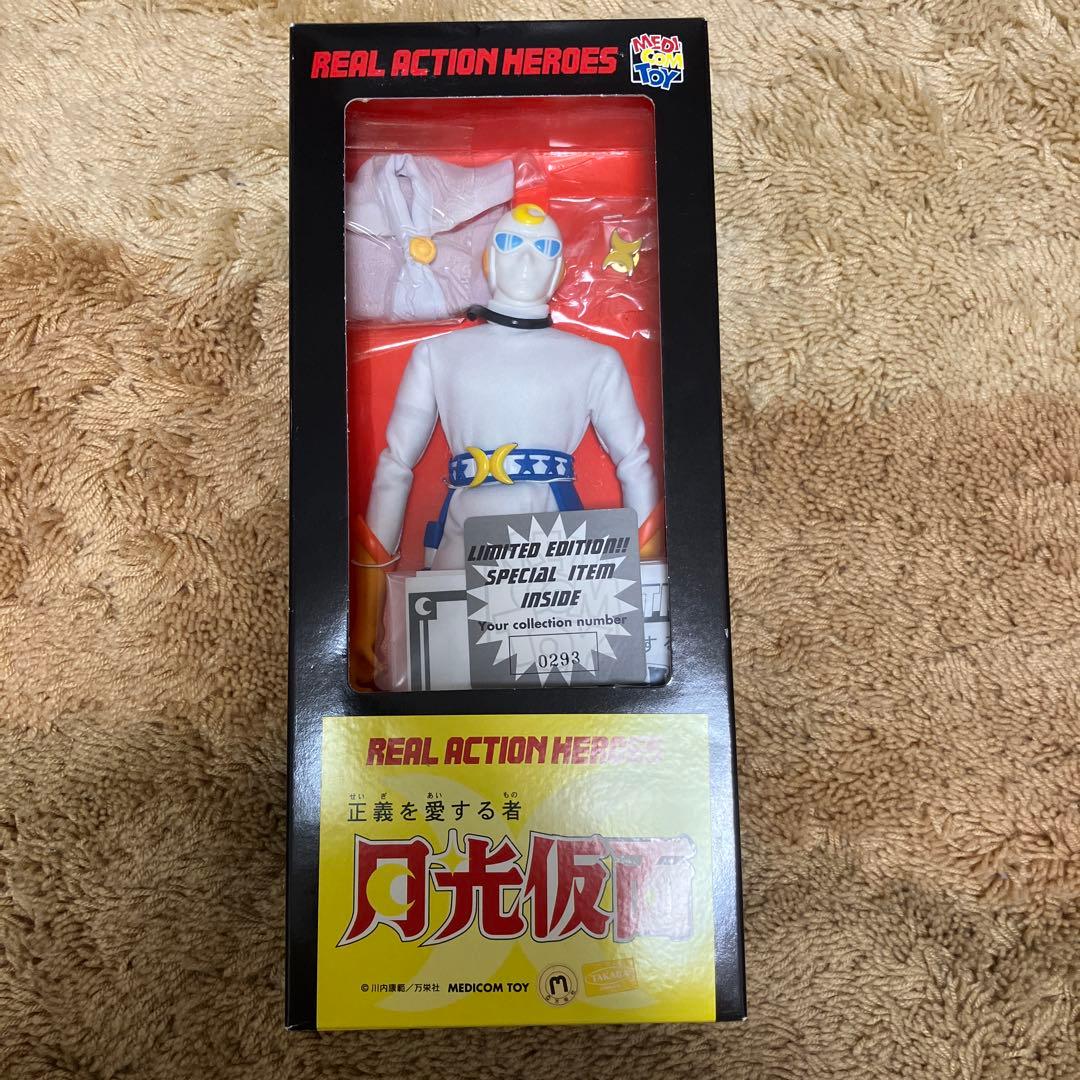 REAL ACTION HEROES
MEDI
COM
TOY
LIMITED EDITION!!
SPECIAL ITEM
INSIDE
Your collection number
0293
REAL ACTION HEROES
せいぎ あい もの
正義を愛する者
月光仮面
©川内康範／万栄社 MEDICOM TOY
M
TAKARA